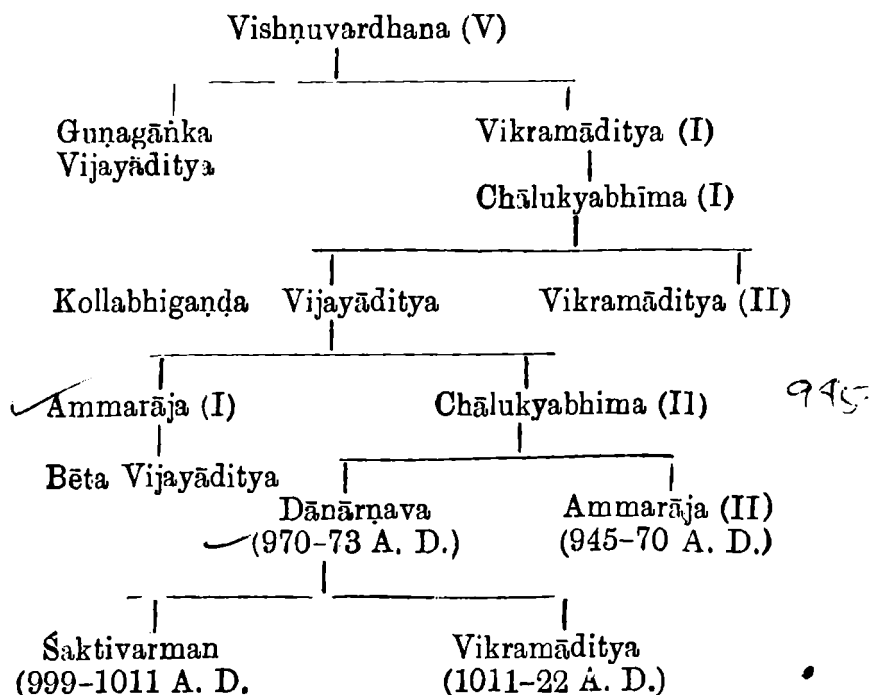 Vishṇuvardhana (V)
Guṇagāṅka Vikramāditya (I)
Vijayāditya
Chālukyabhīma (I)
Kollabhigaṇḍa Vijayāditya Vikramāditya (II)
Ammarāja (I) Chālukyabhima (II) 945
Bēta Vijayāditya
Dānārṇava Ammarāja (II)
(970-73 A. D.) (945-70 A. D.)
Śaktivarman Vikramāditya
(999-1011 A. D. (1011-22 A. D.)